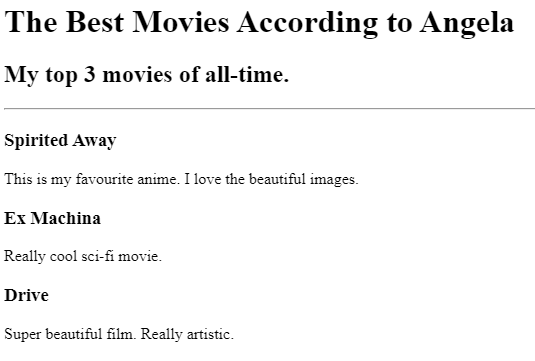 The Best Movies According to Angela
My top 3 movies of all-time.
Spirited Away
This is my favourite anime. I love the beautiful images.
Ex Machina
Really cool sci-fi movie.
Drive
Super beautiful film. Really artistic.